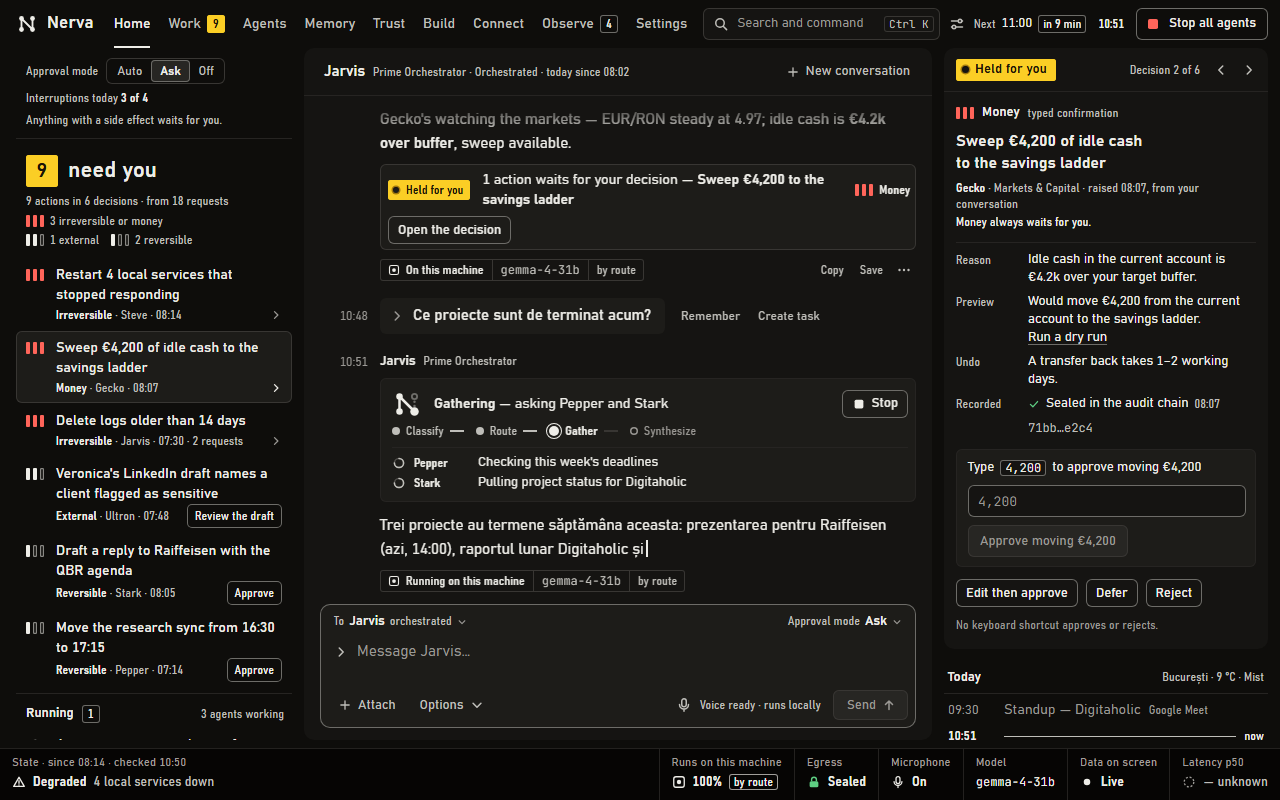 Nerva Home Work 9 Agents Memory Trust Build Connect Observe 4 Settings Search and command Ctrl K Next 11:00 in 9 min 10:51 Stop all agents
Approval mode Auto Ask Off
Interruptions today 3 of 4
Anything with a side effect waits for you.
9 need you
9 actions in 6 decisions · from 18 requests
3 irreversible or money
1 external 2 reversible
Restart 4 local services that
stopped responding
Irreversible · Steve · 08:14
Sweep €4,200 of idle cash to the
savings ladder
Money · Gecko · 08:07
Delete logs older than 14 days
Irreversible · Jarvis · 07:30 · 2 requests
Veronica's LinkedIn draft names a
client flagged as sensitive
External · Ultron · 07:48 Review the draft
Draft a reply to Raiffeisen with the
QBR agenda
Reversible · Stark · 08:05 Approve
Move the research sync from 16:30
to 17:15
Reversible · Pepper · 07:14 Approve
Running 1 3 agents working
Jarvis Prime Orchestrator · Orchestrated · today since 08:02 New conversation
Gecko's watching the markets — EUR/RON steady at 4.97; idle cash is €4.2k
over buffer, sweep available.
Held for you 1 action waits for your decision — Sweep €4,200 to the
savings ladder Money
Open the decision
On this machine gemma-4-31b by route Copy Save ···
10:48 Ce proiecte sunt de terminat acum? Remember Create task
10:51 Jarvis Prime Orchestrator
Gathering — asking Pepper and Stark Stop
Classify Route Gather Synthesize
Pepper Checking this week's deadlines
Stark Pulling project status for Digitaholic
Trei proiecte au termene săptămâna aceasta: prezentarea pentru Raiffeisen
(azi, 14:00), raportul lunar Digitaholic și
Running on this machine gemma-4-31b by route
To Jarvis orchestrated Approval mode Ask
Message Jarvis...
Attach Options Voice ready · runs locally Send
Held for you Decision 2 of 6
Money typed confirmation
Sweep €4,200 of idle cash
to the savings ladder
Gecko · Markets & Capital · raised 08:07, from your
conversation
Money always waits for you.
Reason Idle cash in the current account is
€4.2k over your target buffer.
Preview Would move €4,200 from the current
account to the savings ladder.
Run a dry run
Undo A transfer back takes 1–2 working
days.
Recorded Sealed in the audit chain 08:07
71bb…e2c4
Type 4,200 to approve moving €4,200
4,200
Approve moving €4,200
Edit then approve Defer Reject
No keyboard shortcut approves or rejects.
Today București · 9 °C · Mist
09:30 Standup — Digitaholic Google Meet
10:51 now
State · since 08:14 · checked 10:50
Degraded 4 local services down
Runs on this machine
100% by route
Egress
Sealed
Microphone
On
Model
gemma-4-31b
Data on screen
Live
Latency p50
— unknown